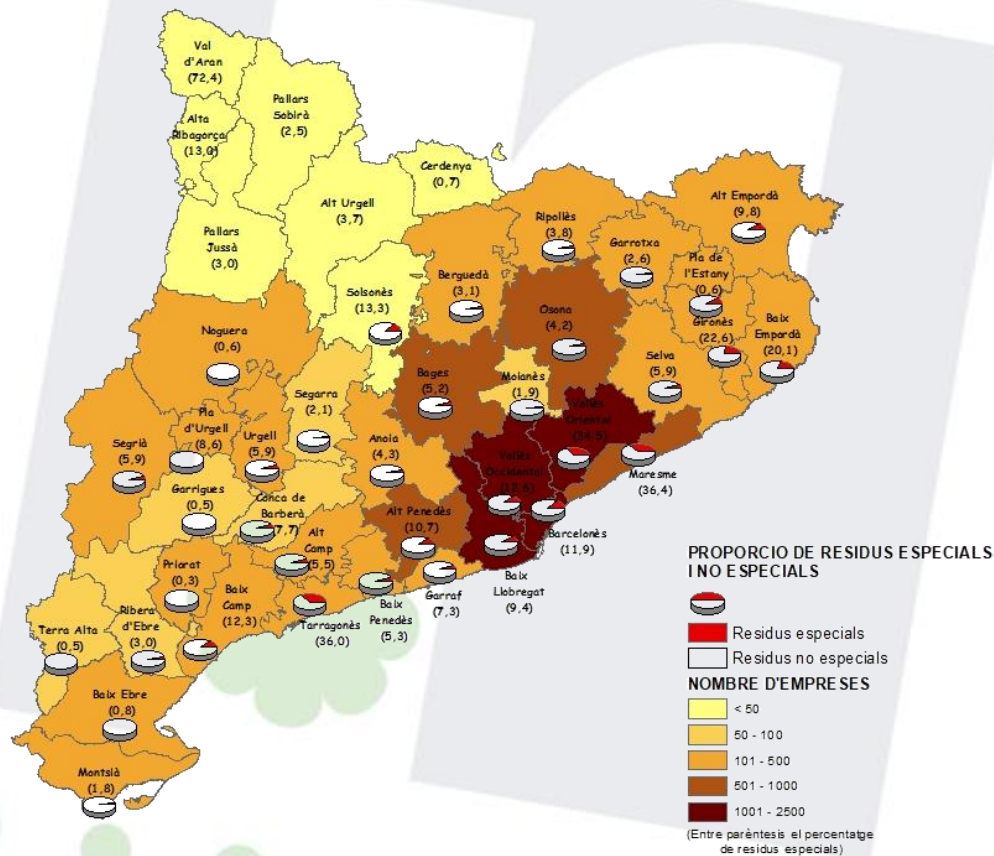 Val
d'Aran
(72,4)
Pallars
Sobirà
(2,5)
Alta
Ribagorça
(13,0)
Cerdenya
(0,7)
Alt Urgell
(3,7)
Pallars
Jussà
(3,0)
Alt Empordà
(9,8)
Ripollès
(3,8)
Garrotxa
(2,6)
Pla de
l'Estany
(0,6)
Berguedà
(3,1)
Solsonès
(13,3)
Osona
(4,2)
Gironès
(22,6)
Baix
Empordà
(20,1)
Noguera
(0,6)
Selva
(5,9)
Bages
(5,2)
Moianès
(1,9)
Segarra
(2,1)
Vallès
Oriental
(34,5)
Pla
d'Urgell
(8,6)
Segrià
(5,9)
Urgell
(5,9)
Anoia
(4,3)
Vallès
Occidental
Maresme
(36,4)
Garrigues
(0,5)
Conca de
Barberà
(7,7)
Alt Penedès
(10,7)
Alt
Camp
(5,5)
Barcelonès
(11,9)
Priorat
(0,3)
Baix
Camp
(12,3)
Baix
Llobregat
(9,4)
Garraf
(7,3)
Baix
Penedès
(5,3)
Tarragonès
(36,0)
Ribera
d'Ebre
(3,0)
Terra Alta
(0,5)
Baix Ebre
(0,8)
Montsià
(1,8)
PROPORCIO DE RESIDUS ESPECIALS
I NO ESPECIALS
Residus especials
Residus no especials
NOMBRE D'EMPRESES
< 50
50 - 100
101 - 500
501 - 1000
1001 - 2500
(Entre parèntesis el percentatge
de residus especials)